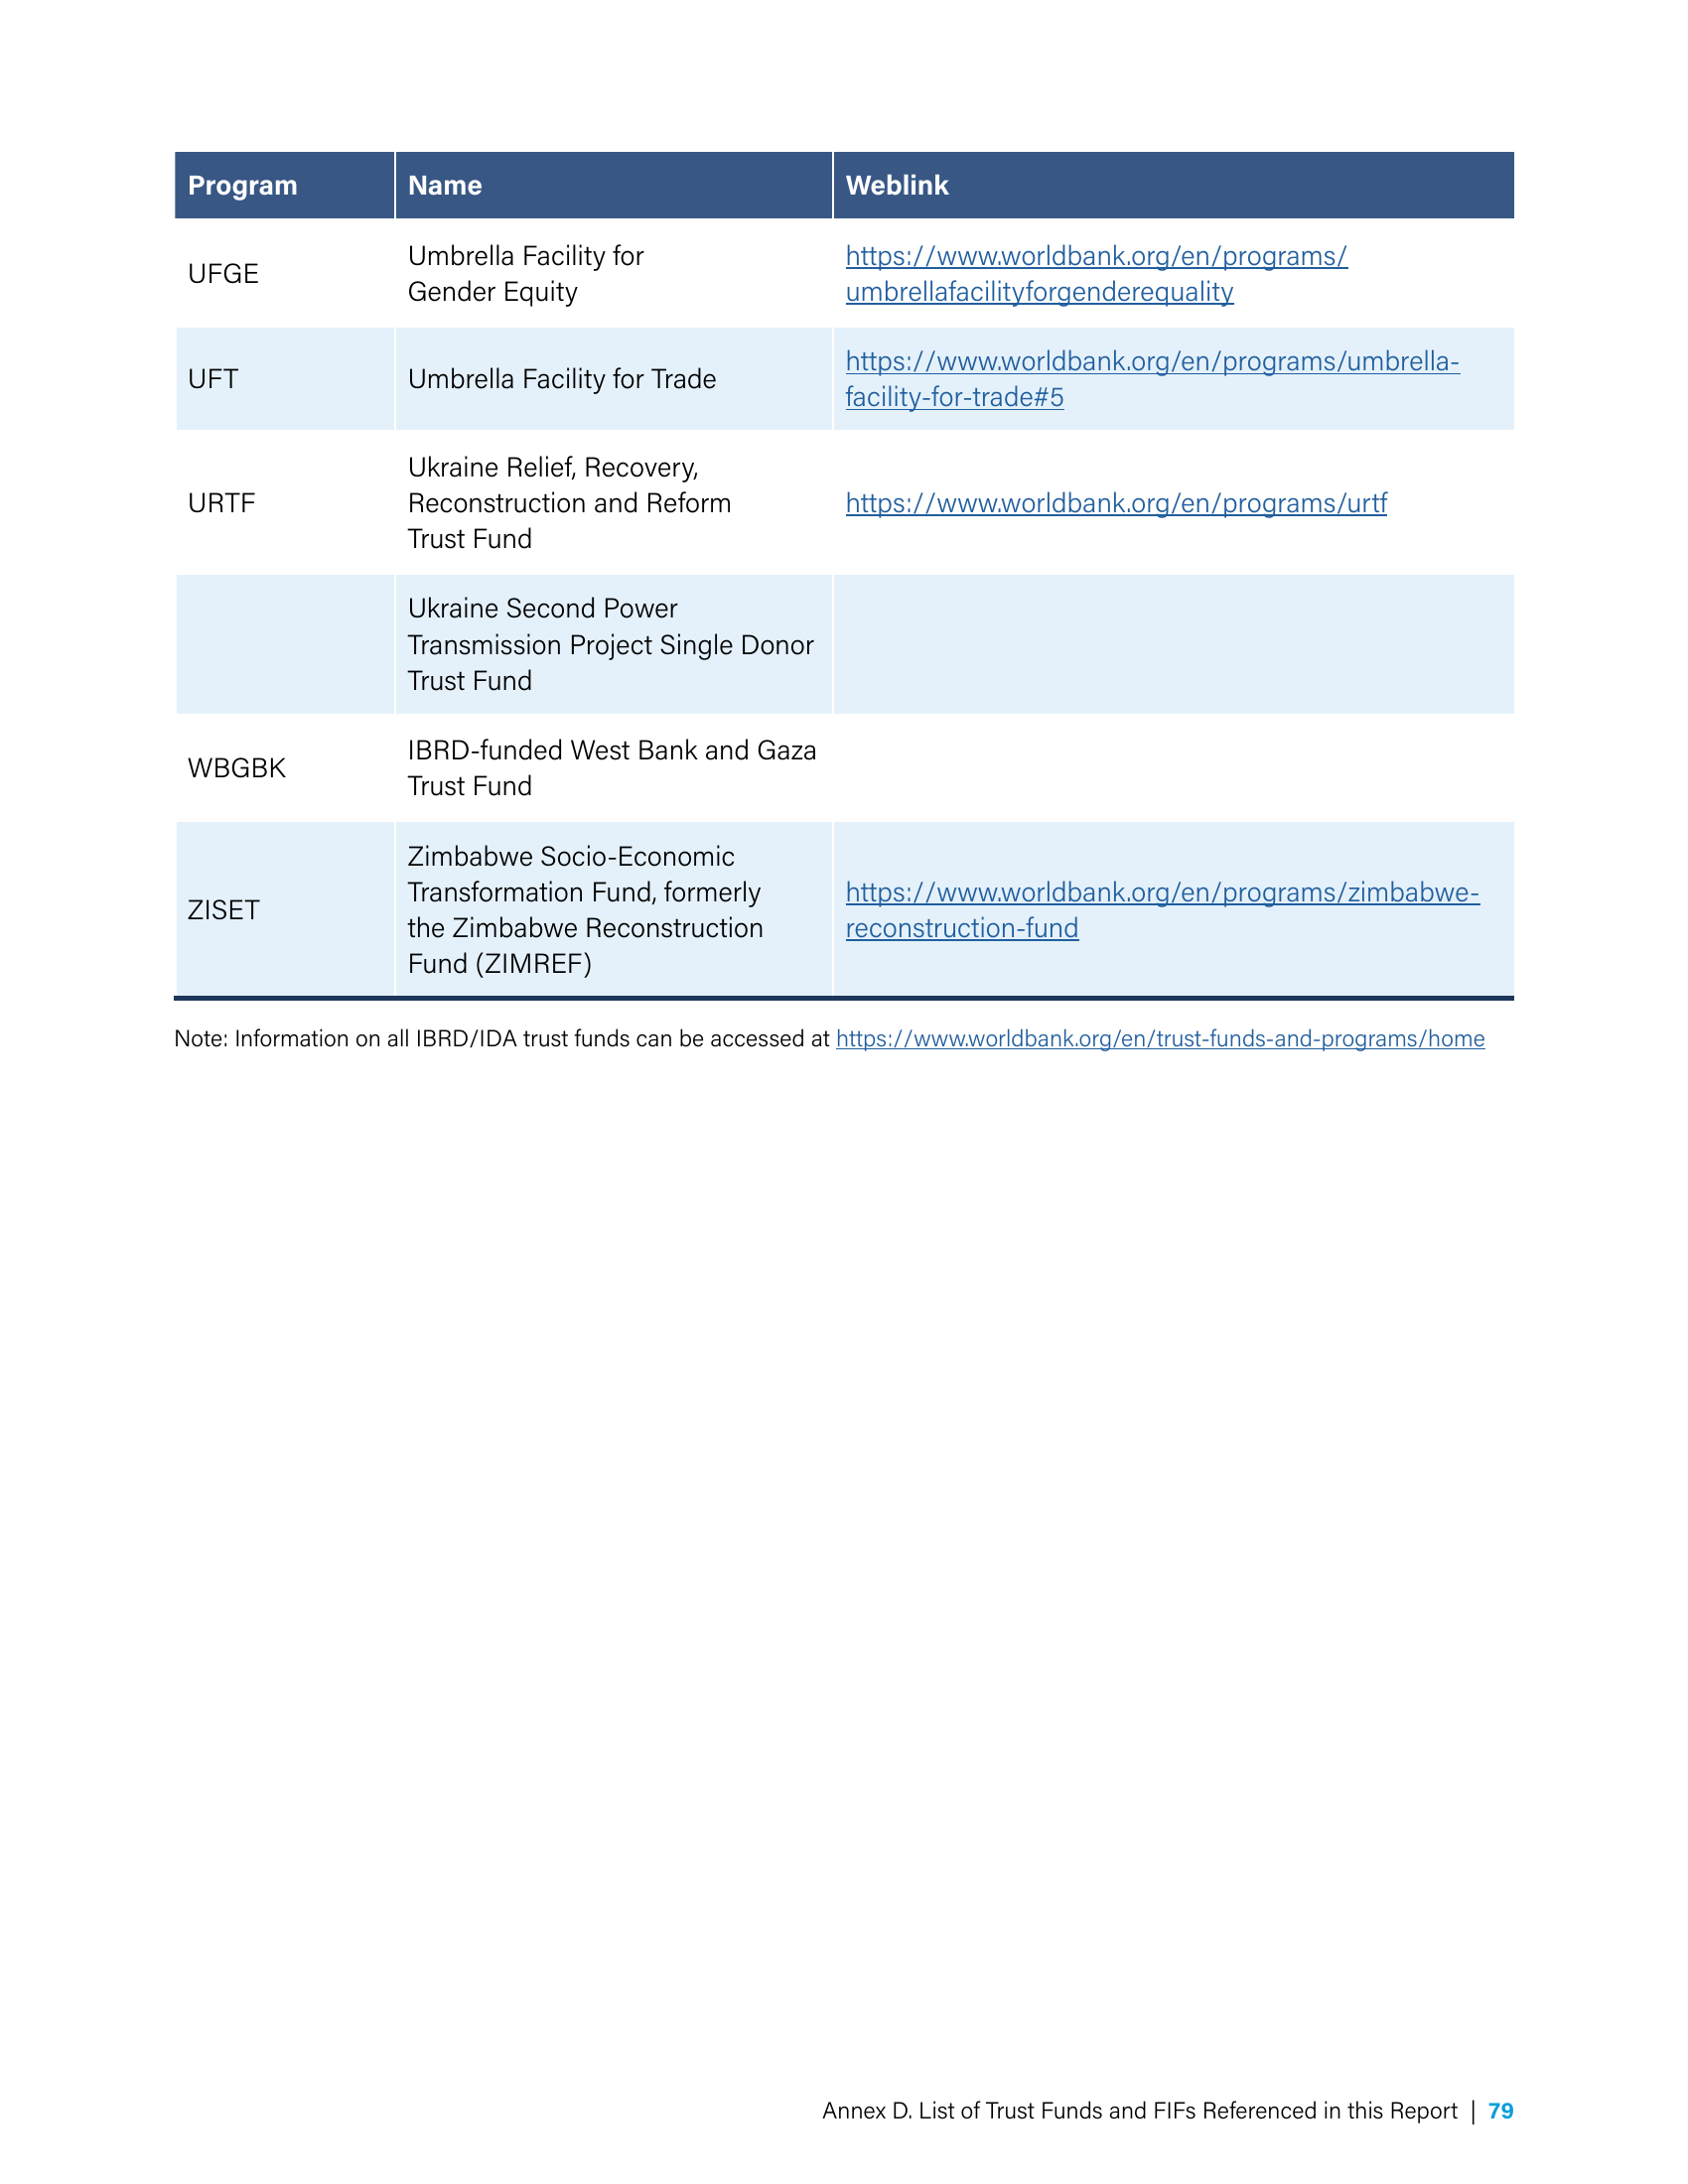 Program Name Weblink
UFGE
Umbrella Facility for
Gender Equity
https://www.worldbank.org/en/programs/
umbrellafacilityforgenderequality
UFT
Umbrella Facility for Trade
https://www.worldbank.org/en/programs/umbrella-
facility-for-trade#5
URTF
Ukraine Relief, Recovery,
Reconstruction and Reform
Trust Fund
https://www.worldbank.org/en/programs/urtf
Ukraine Second Power
Transmission Project Single Donor
Trust Fund
WBGBK
IBRD-funded West Bank and Gaza
Trust Fund
ZISET
Zimbabwe Socio-Economic
Transformation Fund, formerly
the Zimbabwe Reconstruction
Fund (ZIMREF)
https://www.worldbank.org/en/programs/zimbabwe-
reconstruction-fund
Note: Information on all IBRD/IDA trust funds can be accessed at https://www.worldbank.org/en/trust-funds-and-programs/home
Annex D. List of Trust Funds and FIFs Referenced in this Report | 79